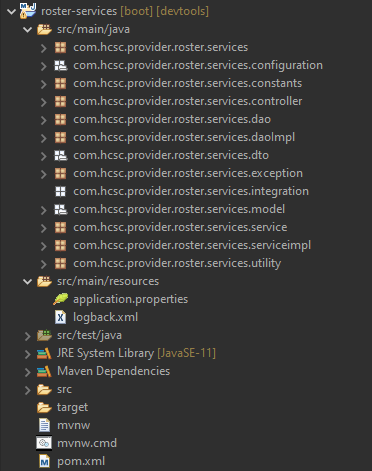 roster-services [boot] [devtools]
src/main/java
com.hcsc.provider.roster.services
com.hcsc.provider.roster.services.configuration
com.hcsc.provider.roster.services.constants
com.hcsc.provider.roster.services.controller
com.hcsc.provider.roster.services.dao
com.hcsc.provider.roster.services.daoImpl
com.hcsc.provider.roster.services.dto
com.hcsc.provider.roster.services.exception
com.hcsc.provider.roster.services.integration
com.hcsc.provider.roster.services.model
com.hcsc.provider.roster.services.service
com.hcsc.provider.roster.services.serviceimpl
com.hcsc.provider.roster.services.utility
src/main/resources
application.properties
logback.xml
src/test/java
JRE System Library [JavaSE-11]
Maven Dependencies
src
target
mvnw
mvnw.cmd
pom.xml